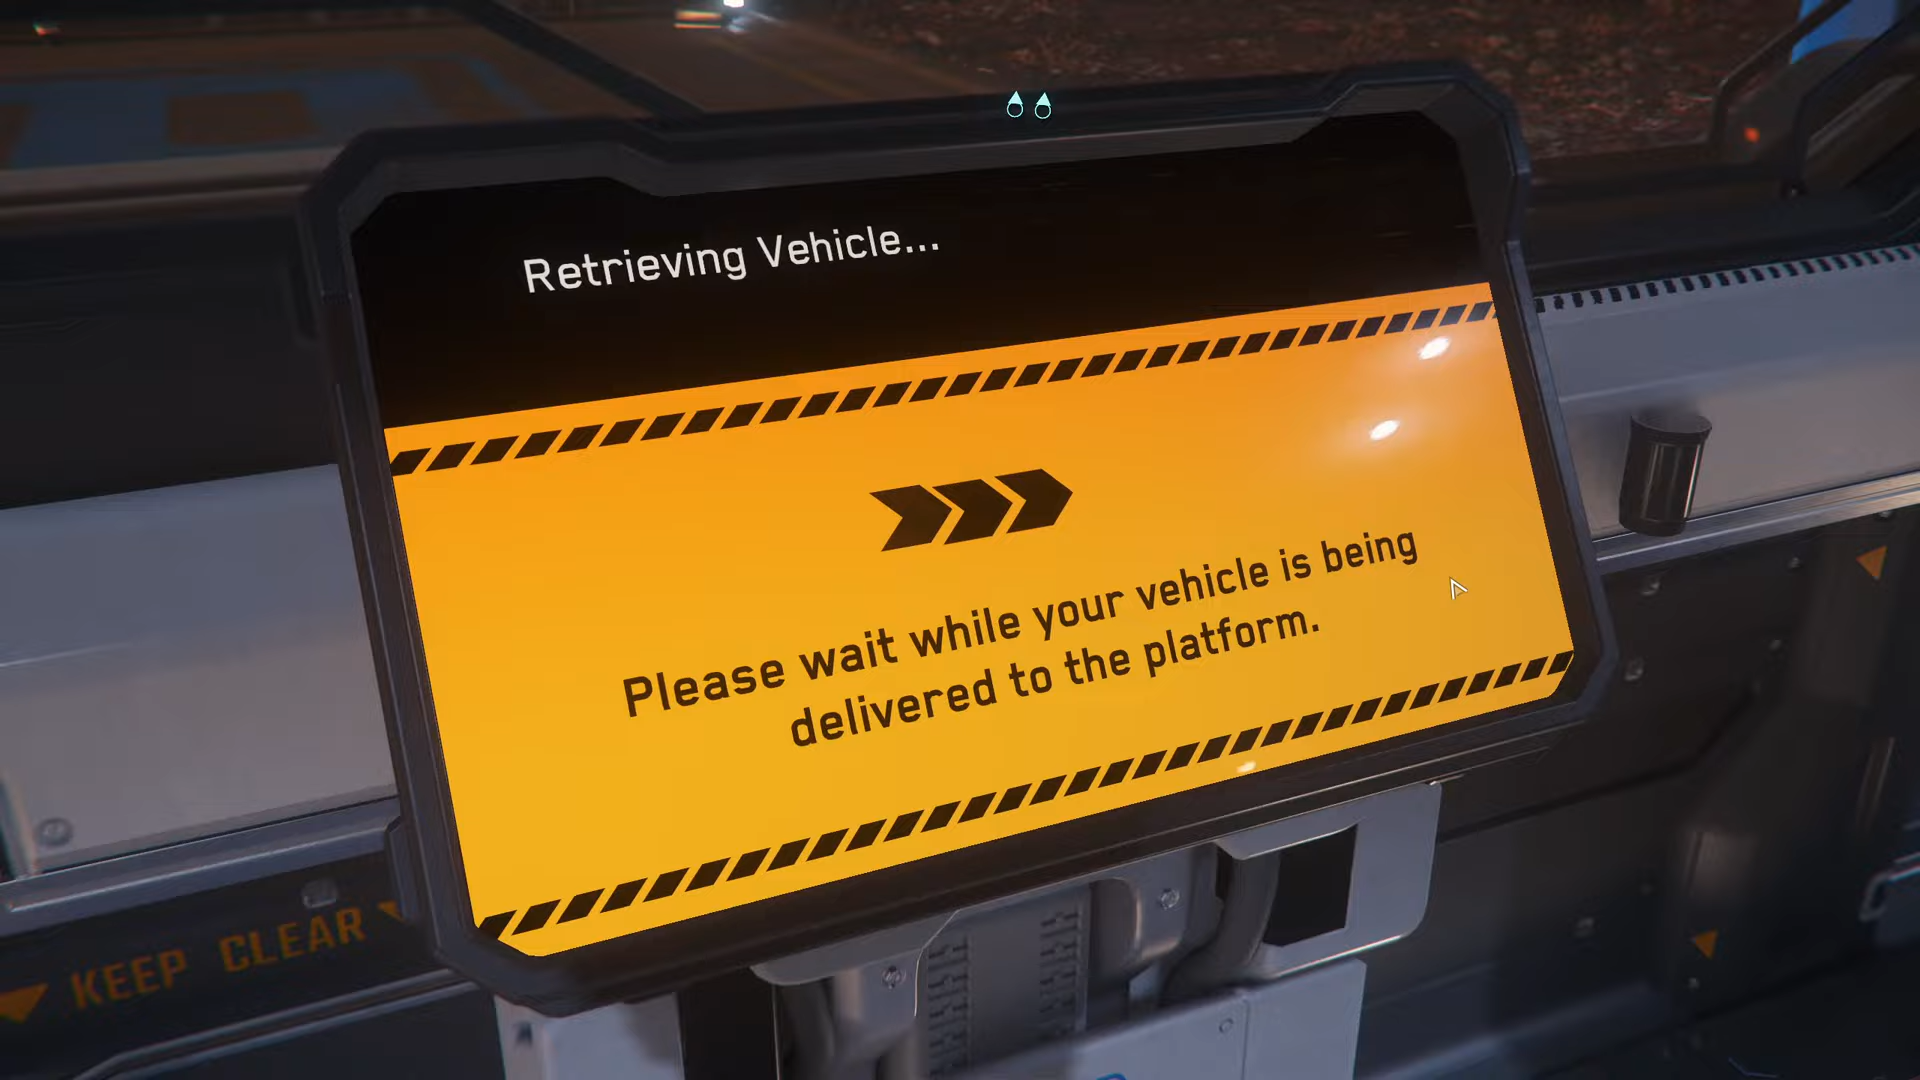 Retrieving Vehicle...
Please wait while your vehicle is being
delivered to the platform.
KEEP CLEAR